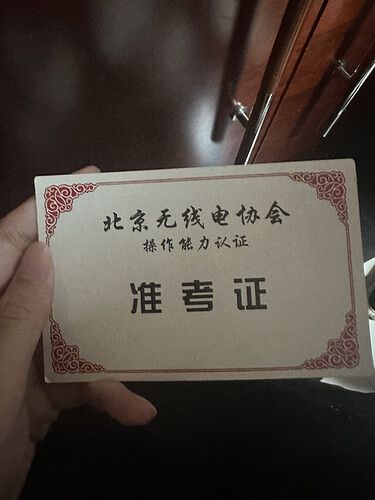 北京无线电协会
操作能力认证
准考证